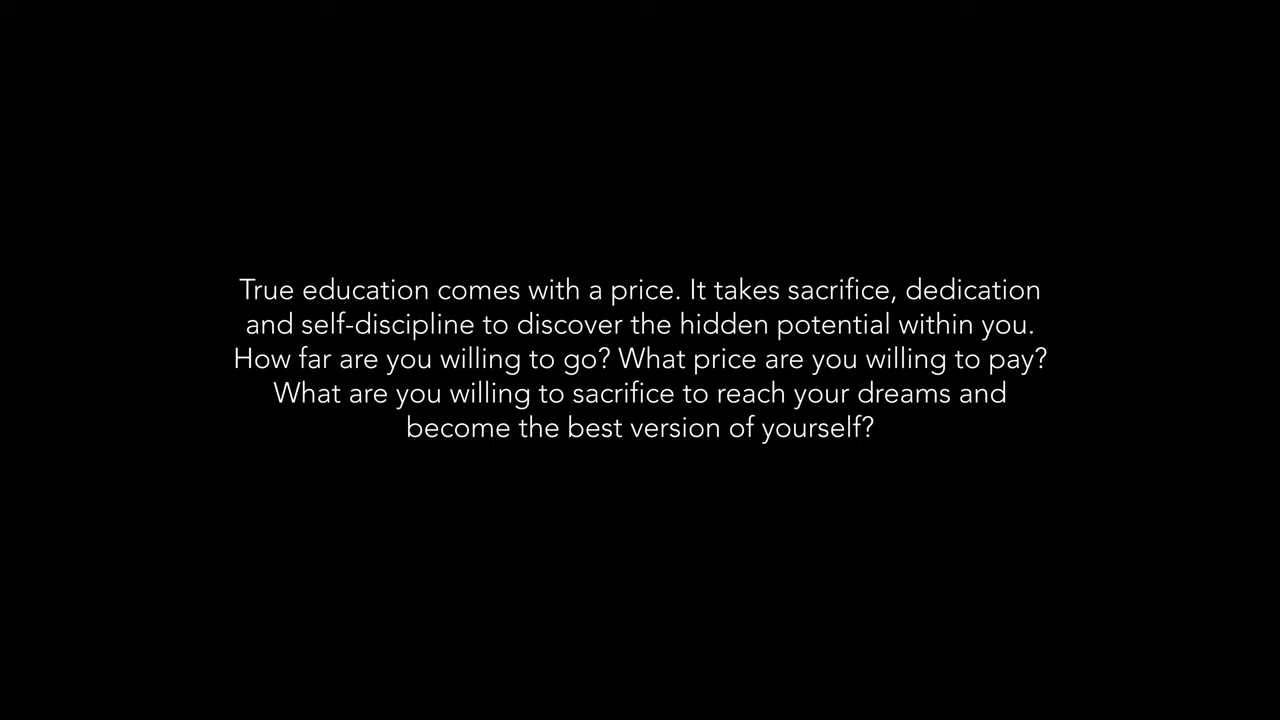 True education comes with a price. It takes sacrifice, dedication
and self-discipline to discover the hidden potential within you.
How far are you willing to go? What price are you willing to pay?
What are you willing to sacrifice to reach your dreams and
become the best version of yourself?